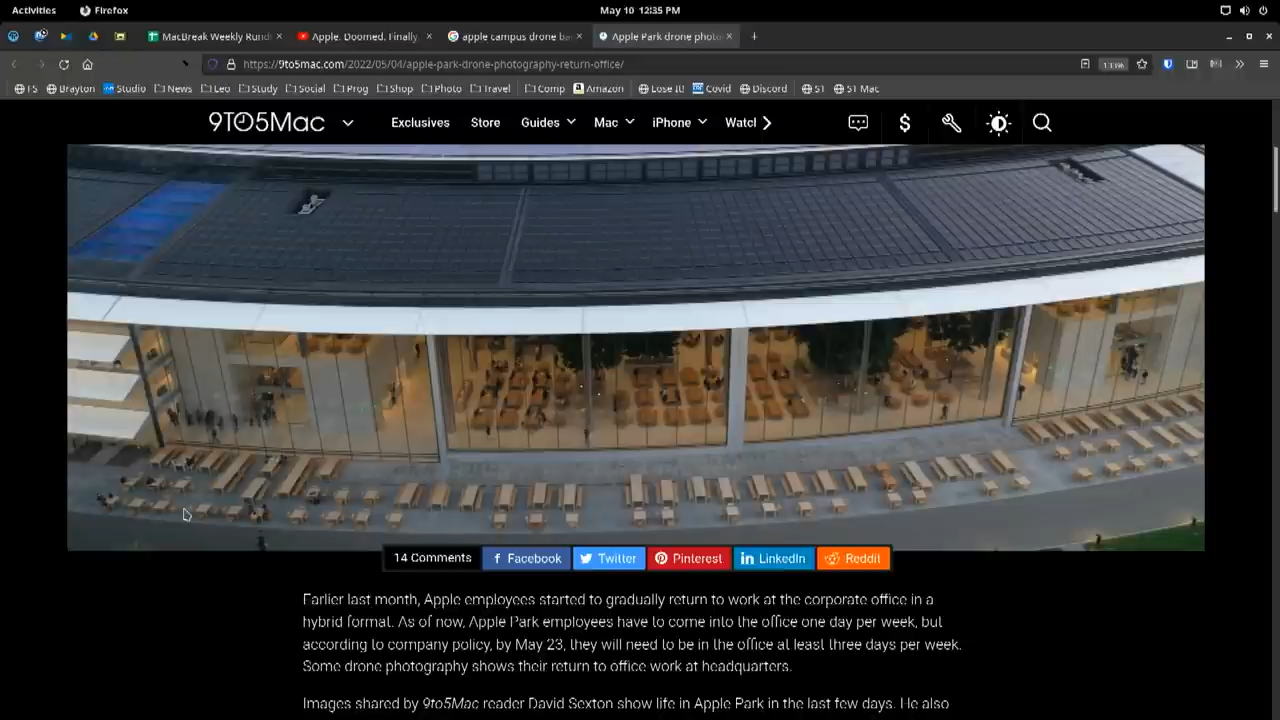 Activities Firefox May 10 12:35 PM
MacBreak Weekly Rund Apple. Doomed. Finally apple campus drone ba Apple Park drone photo
https://9to5mac.com/2022/05/04/apple-park-drone-photography-return-office/ 133%
FS Brayton Studio News Leo Study Social Prog Shop Photo Travel Comp Amazon Lose It! Covid Discord S1 S1 Mac
9TO5Mac Exclusives Store Guides Mac iPhone Watcl
14 Comments Facebook Twitter Pinterest LinkedIn Reddit
Earlier last month, Apple employees started to gradually return to work at the corporate office in a
hybrid format. As of now, Apple Park employees have to come into the office one day per week, but
according to company policy, by May 23, they will need to be in the office at least three days per week.
Some drone photography shows their return to office work at headquarters.
Images shared by 9to5Mac reader David Sexton show life in Apple Park in the last few days. He also